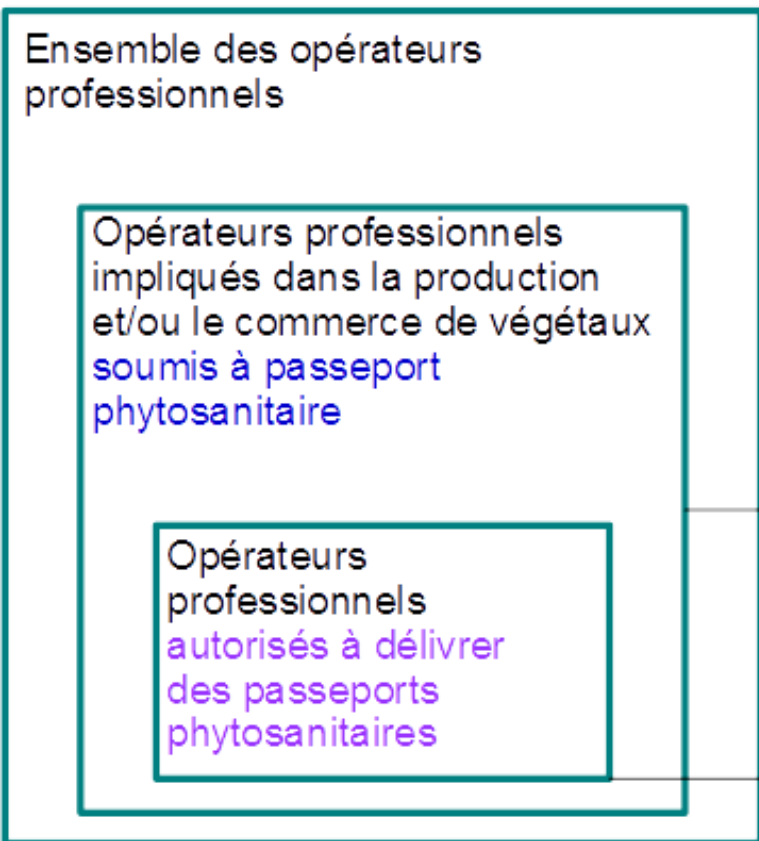 Ensemble des opérateurs
professionnels
Opérateurs professionnels
impliqués dans la production
et/ou le commerce de végétaux
soumis à passeport
phytosanitaire
Opérateurs
professionnels
autorisés à délivrer
des passeports
phytosanitaires